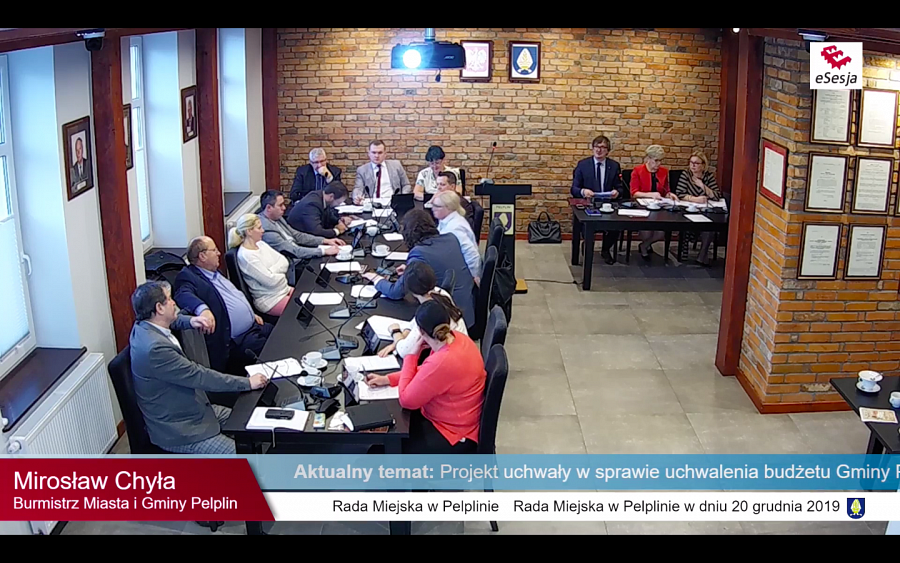 eSesja
Mirosław Chyła
Burmistrz Miasta i Gminy Pelplin
Aktualny temat: Projekt uchwały w sprawie uchwalenia budżetu Gminy
Rada Miejska w Pelplinie Rada Miejska w Pelplinie w dniu 20 grudnia 2019